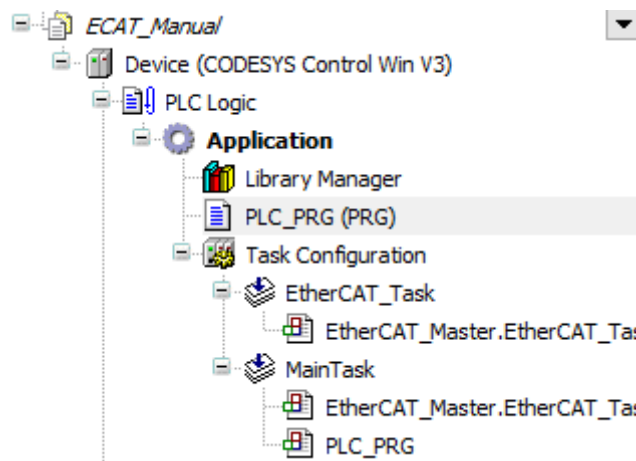 ECAT_Manual
Device (CODESYS Control Win V3)
PLC Logic
Application
Library Manager
PLC_PRG (PRG)
Task Configuration
EtherCAT_Task
EtherCAT_Master.EtherCAT_Tas
MainTask
EtherCAT_Master.EtherCAT_Tas
PLC_PRG